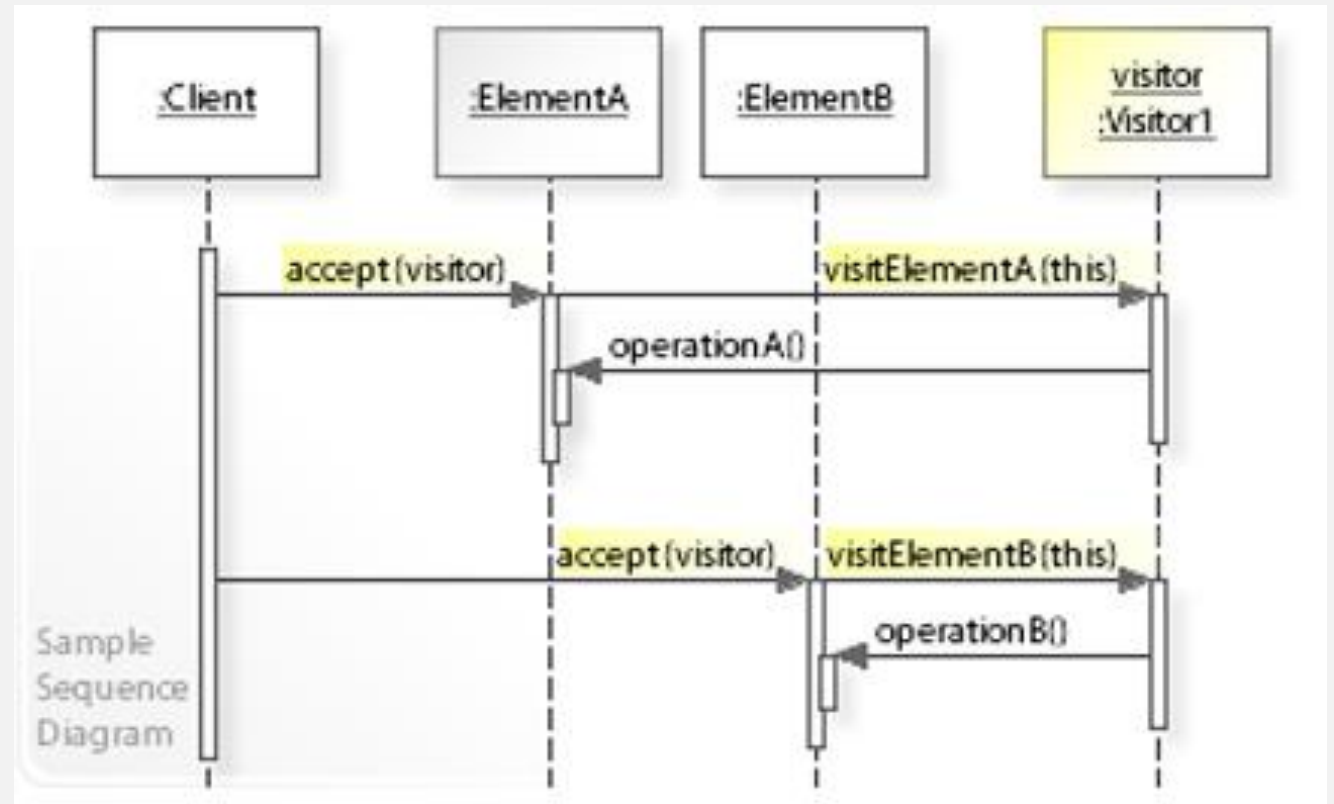 :Client
:ElementA
:ElementB
visitor
:Visitor1
accept(visitor)
visitElementA(this)
operationA()
accept(visitor)
visitElementB(this)
operationB()
Sample
Sequence
Diagram